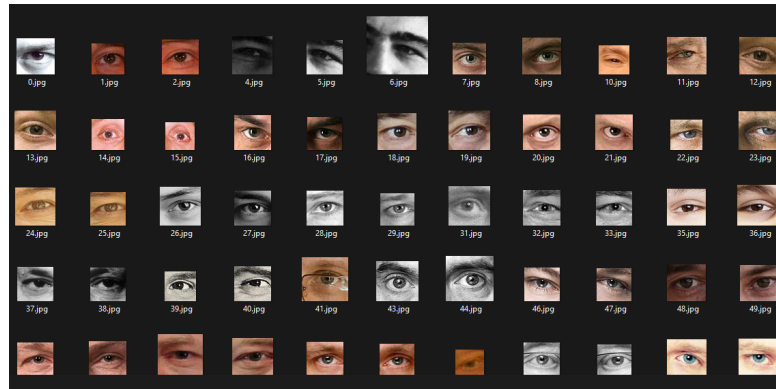 0.jpg 1.jpg 2.jpg 4.jpg 5.jpg 6.jpg 7.jpg 8.jpg 10.jpg 11.jpg 12.jpg
13.jpg 14.jpg 15.jpg 16.jpg 17.jpg 18.jpg 19.jpg 20.jpg 21.jpg 22.jpg 23.jpg
24.jpg 25.jpg 26.jpg 27.jpg 28.jpg 29.jpg 31.jpg 32.jpg 33.jpg 35.jpg 36.jpg
37.jpg 38.jpg 39.jpg 40.jpg 41.jpg 43.jpg 44.jpg 46.jpg 47.jpg 48.jpg 49.jpg